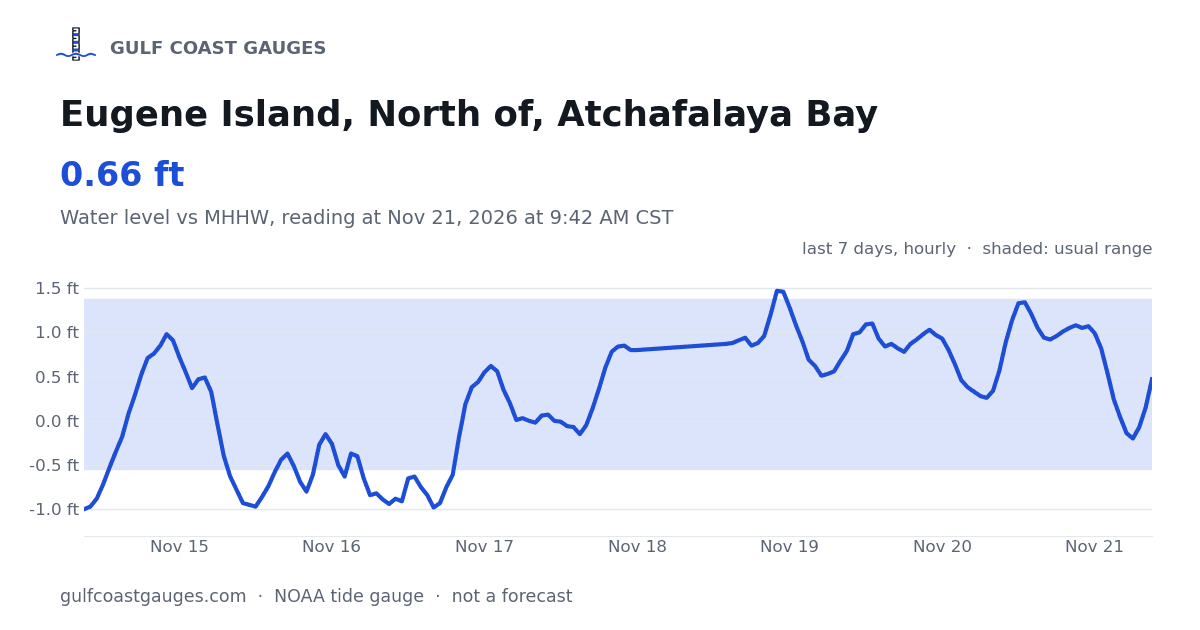 GULF COAST GAUGES
Eugene Island, North of, Atchafalaya Bay
0.66 ft
Water level vs MHHW, reading at Nov 21, 2026 at 9:42 AM CST
last 7 days, hourly · shaded: usual range
1.5 ft
1.0 ft
0.5 ft
0.0 ft
-0.5 ft
-1.0 ft
Nov 15 Nov 16 Nov 17 Nov 18 Nov 19 Nov 20 Nov 21
gulfcoastgauges.com · NOAA tide gauge · not a forecast